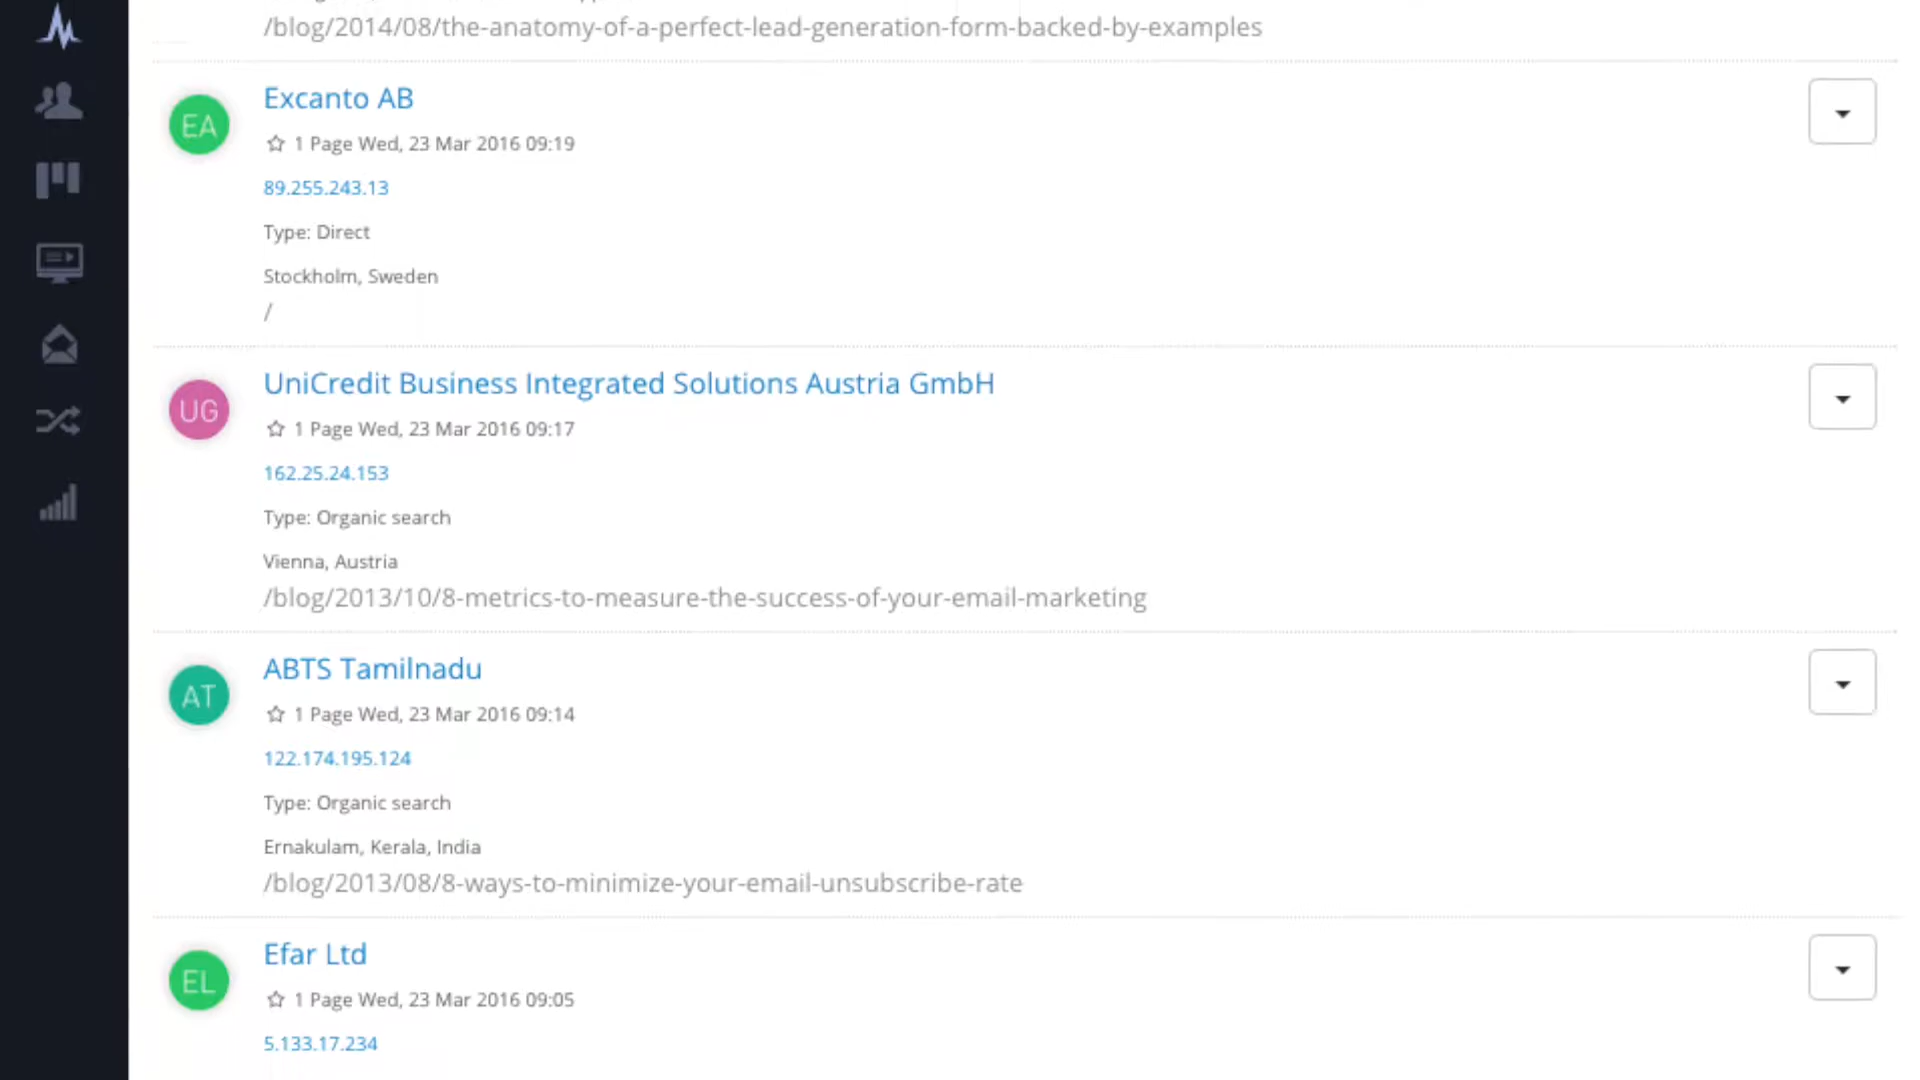 /blog/2014/08/the-anatomy-of-a-perfect-lead-generation-form-backed-by-examples
EA
Excanto AB
1 Page Wed, 23 Mar 2016 09:19
89.255.243.13
Type: Direct
Stockholm, Sweden
/
UG
UniCredit Business Integrated Solutions Austria GmbH
1 Page Wed, 23 Mar 2016 09:17
162.25.24.153
Type: Organic search
Vienna, Austria
/blog/2013/10/8-metrics-to-measure-the-success-of-your-email-marketing
AT
ABTS Tamilnadu
1 Page Wed, 23 Mar 2016 09:14
122.174.195.124
Type: Organic search
Ernakulam, Kerala, India
/blog/2013/08/8-ways-to-minimize-your-email-unsubscribe-rate
EL
Efar Ltd
1 Page Wed, 23 Mar 2016 09:05
5.133.17.234